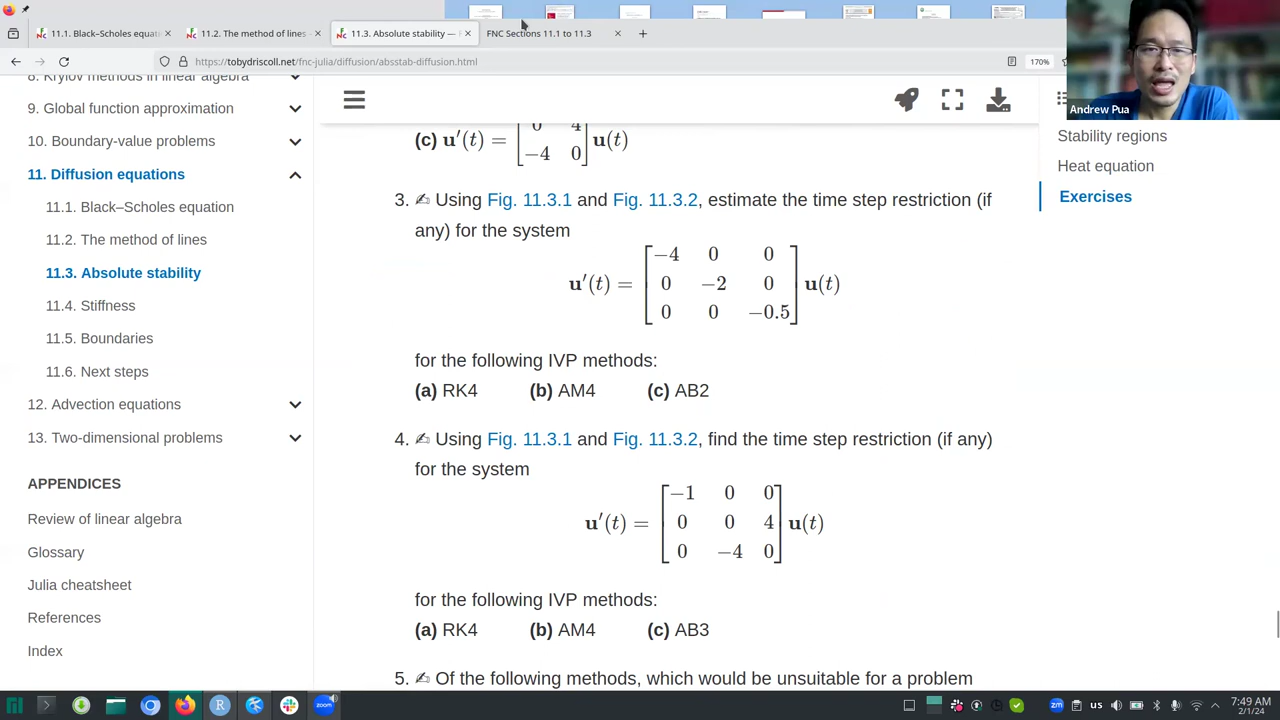 11.1. Black–Scholes equati
11.2. The method of lines —
11.3. Absolute stability —
FNC Sections 11.1 to 11.3
https://tobydriscoll.net/fnc-julia/diffusion/absstab-diffusion.html
170%
Andrew Pua
8. Krylov methods in linear algebra
9. Global function approximation
10. Boundary-value problems
11. Diffusion equations
11.1. Black–Scholes equation
11.2. The method of lines
11.3. Absolute stability
11.4. Stiffness
11.5. Boundaries
11.6. Next steps
12. Advection equations
13. Two-dimensional problems
APPENDICES
Review of linear algebra
Glossary
Julia cheatsheet
References
Index
0 4
(c) u′(t) = [ ] u(t)
−4 0
3. ✍ Using Fig. 11.3.1 and Fig. 11.3.2, estimate the time step restriction (if
any) for the system
−4 0 0
u′(t) = [ 0 −2 0 ] u(t)
0 0 −0.5
for the following IVP methods:
(a) RK4 (b) AM4 (c) AB2
4. ✍ Using Fig. 11.3.1 and Fig. 11.3.2, find the time step restriction (if any)
for the system
−1 0 0
u′(t) = [ 0 0 4 ] u(t)
0 −4 0
for the following IVP methods:
(a) RK4 (b) AM4 (c) AB3
5. ✍ Of the following methods, which would be unsuitable for a problem
Stability regions
Heat equation
Exercises
zoom
zm
us
7:49 AM
2/1/24